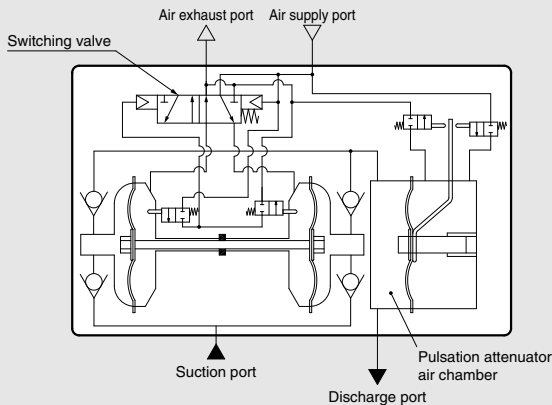 Air exhaust port
Air supply port
Switching valve
Pulsation attenuator
air chamber
Suction port
Discharge port